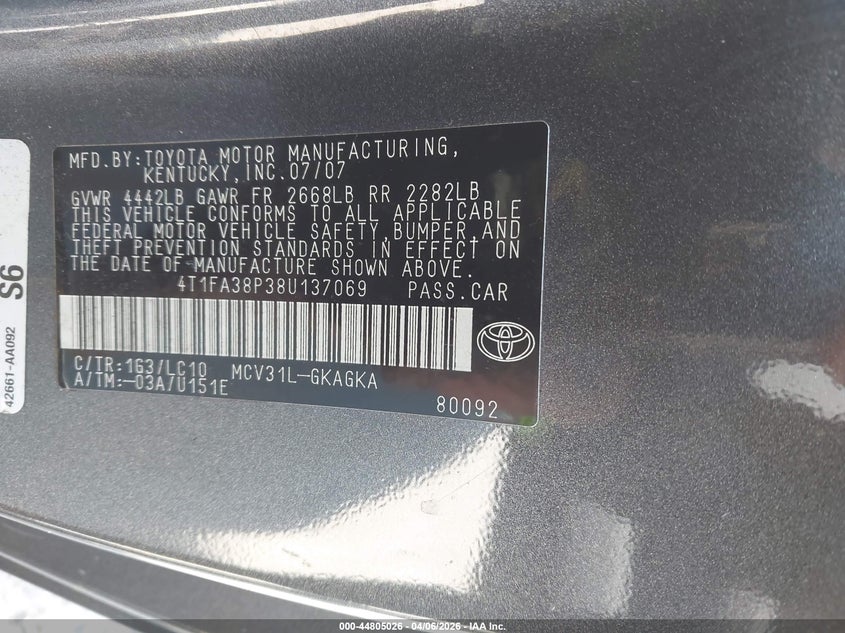 MFD.BY:TOYOTA MOTOR MANUFACTURING,
KENTUCKY,INC.07/07
GVWR 4442LB GAWR FR 2668LB RR 2282LB
THIS VEHICLE CONFORMS TO ALL APPLICABLE
FEDERAL MOTOR VEHICLE SAFETY, BUMPER,AND
THEFT PREVENTION STANDARDS IN EFFECT ON
THE DATE OF MANUFACTURE SHOWN ABOVE.
4T1FA38P38U137069 PASS.CAR
C/TR:1G3/LC10 MCV31L-GKAGKA
A/TM:-03A/U151E
80092
S6
42661-AA092
000-44805026 - 04/06/2026 - IAA Inc.